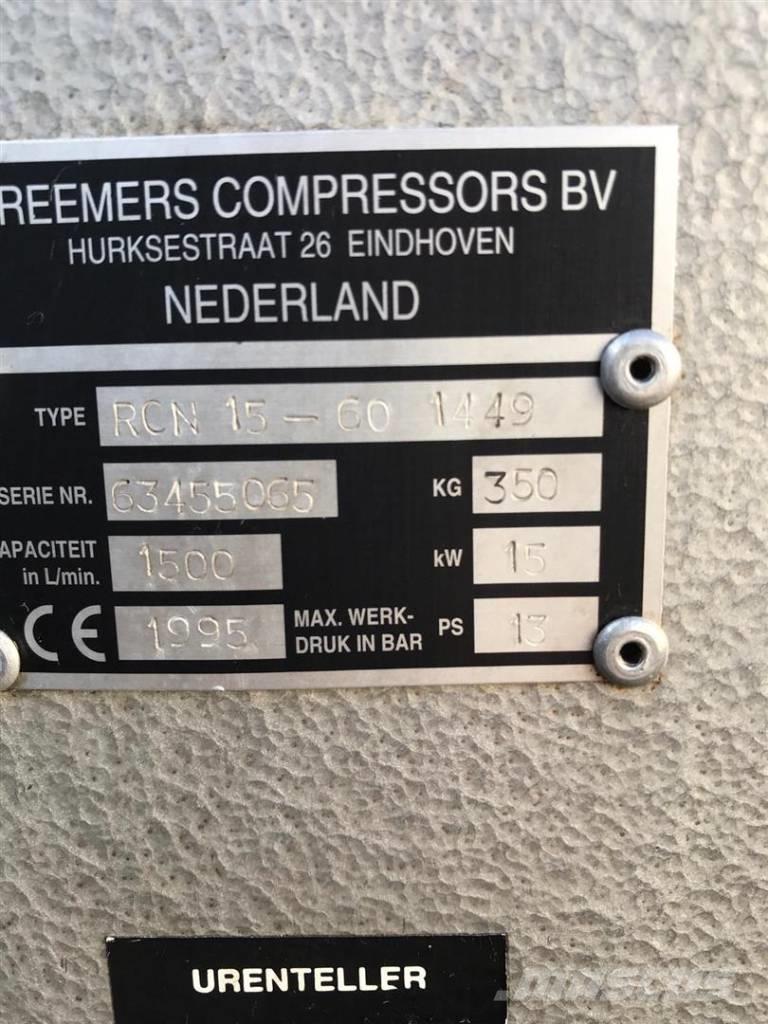 REEMERS COMPRESSORS BV
HURKSESTRAAT 26 EINDHOVEN
NEDERLAND
TYPE RCN 15-60 1449
SERIE NR. 63455065 KG 350
APACITEIT in L/min. 1500 kW 15
CE 1995 MAX. WERK-
DRUK IN BAR PS 13
URENTELLER
Mascus